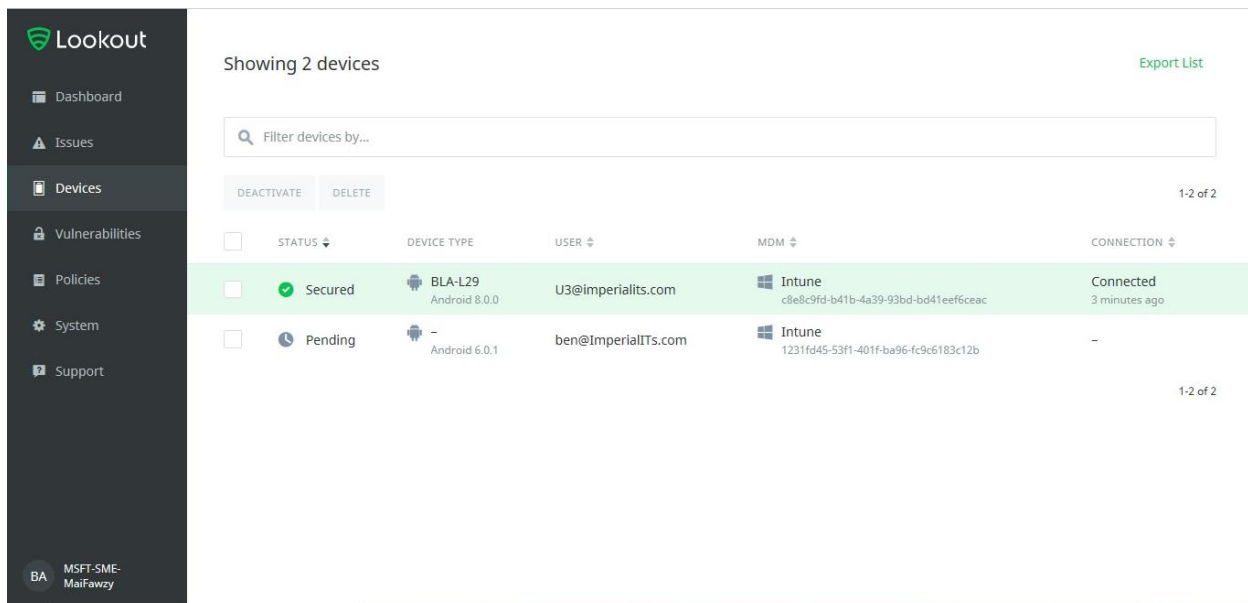 Lookout
Dashboard
Issues
Devices
Vulnerabilities
Policies
System
Support
BA
MSFT-SME-
MaiFawzy
Showing 2 devices
Export List
Filter devices by...
DEACTIVATE DELETE 1-2 of 2
STATUS DEVICE TYPE USER MDM CONNECTION
Secured BLA-L29 U3@imperialits.com Intune Connected
Android 8.0.0 c8e8c9fd-b41b-4a39-93bd-bd41eef6ceac 3 minutes ago
Pending – ben@ImperialITs.com Intune –
Android 6.0.1 1231fd45-53f1-401f-ba96-fc9c6183c12b
1-2 of 2